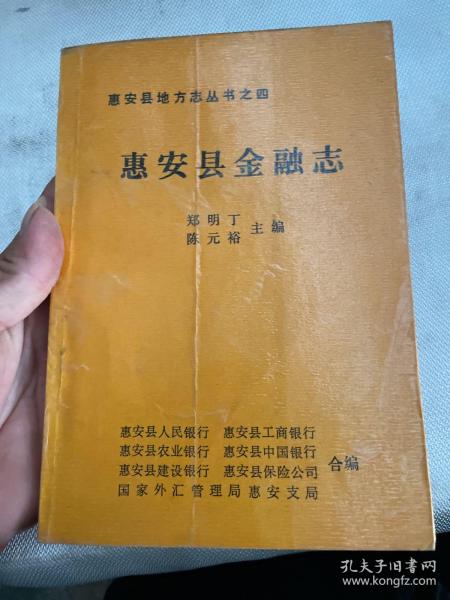 惠安县地方志丛书之四
惠安县金融志
郑明丁
陈元裕
主编
惠安县人民银行 惠安县工商银行
惠安县农业银行 惠安县中国银行
惠安县建设银行 惠安县保险公司
国家外汇管理局惠安支局
合编
孔夫子旧书网
www.kongfz.com